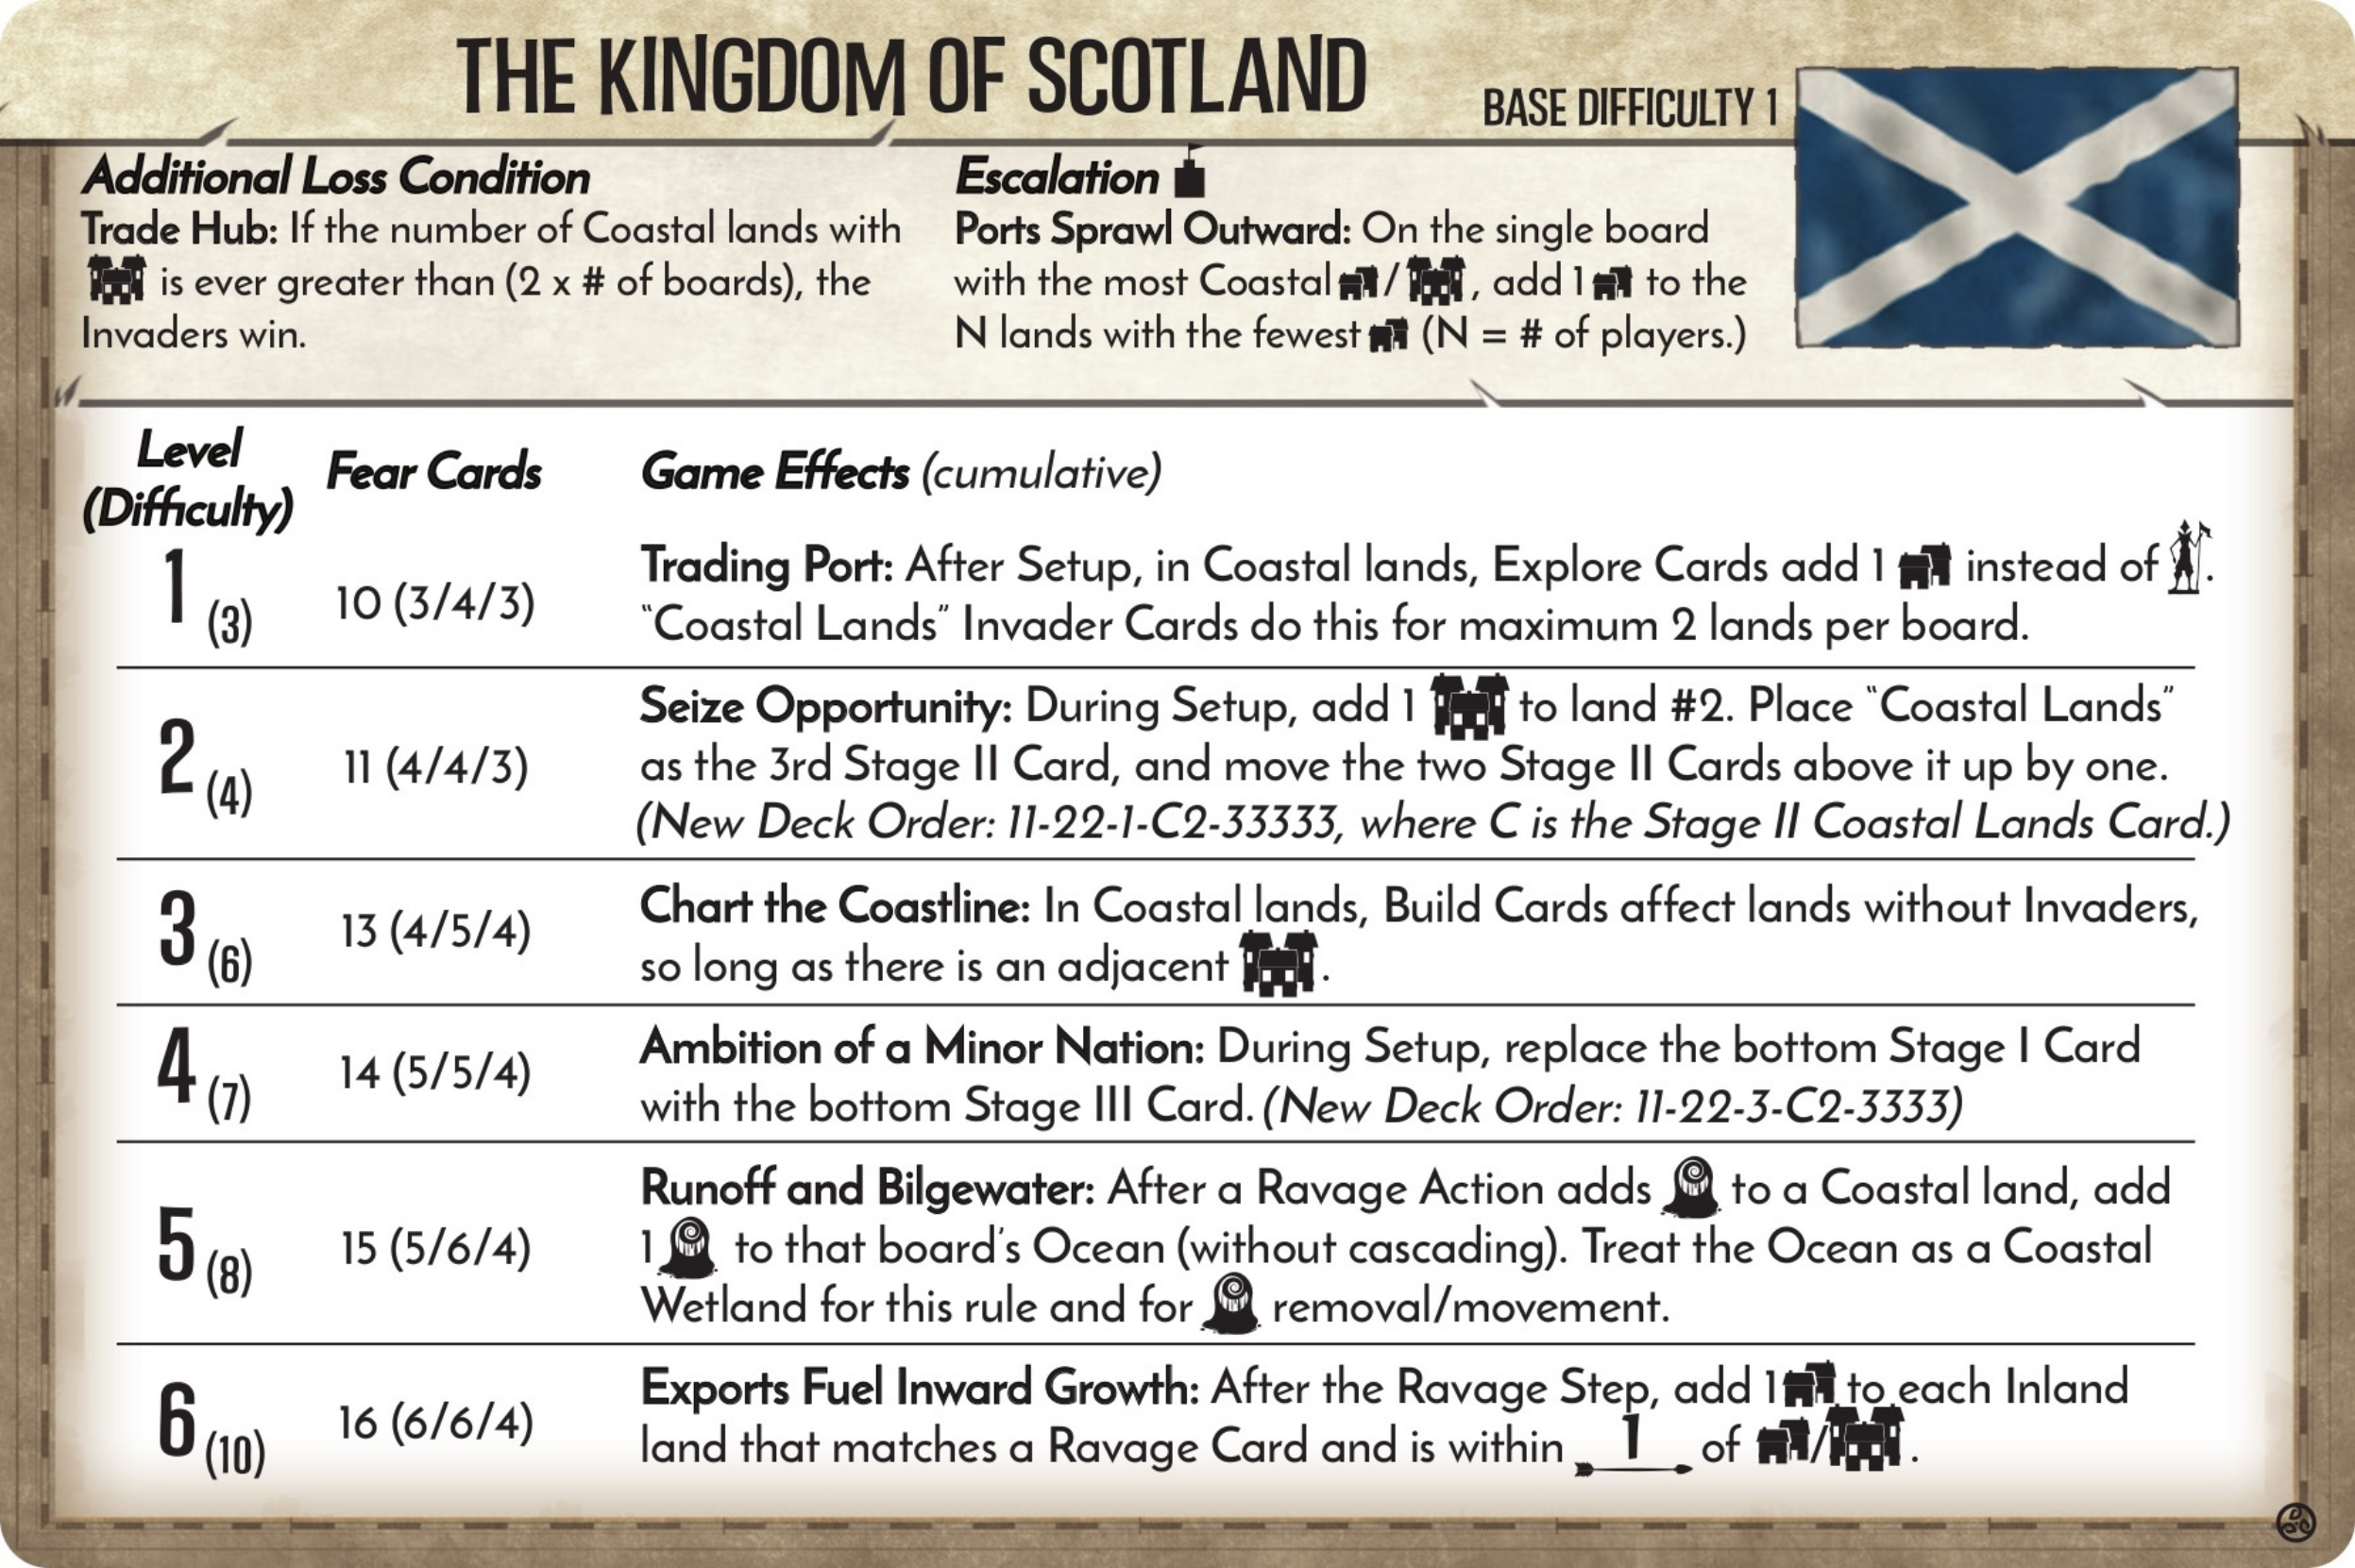 THE KINGDOM OF SCOTLAND
BASE DIFFICULTY 1
Additional Loss Condition
Trade Hub: If the number of Coastal lands with
is ever greater than (2 x # of boards), the
Invaders win.
Escalation
Ports Sprawl Outward: On the single board
with the most Coastal / , add 1 to the
N lands with the fewest (N = # of players.)
Level
(Difficulty)
Fear Cards
Game Effects (cumulative)
1 (3)
10 (3/4/3)
Trading Port: After Setup, in Coastal lands, Explore Cards add 1 instead of .
“Coastal Lands” Invader Cards do this for maximum 2 lands per board.
2 (4)
11 (4/4/3)
Seize Opportunity: During Setup, add 1 to land #2. Place “Coastal Lands”
as the 3rd Stage II Card, and move the two Stage II Cards above it up by one.
(New Deck Order: 11-22-1-C2-33333, where C is the Stage II Coastal Lands Card.)
3 (6)
13 (4/5/4)
Chart the Coastline: In Coastal lands, Build Cards affect lands without Invaders,
so long as there is an adjacent .
4 (7)
14 (5/5/4)
Ambition of a Minor Nation: During Setup, replace the bottom Stage I Card
with the bottom Stage III Card. (New Deck Order: 11-22-3-C2-3333)
5 (8)
15 (5/6/4)
Runoff and Bilgewater: After a Ravage Action adds to a Coastal land, add
1 to that board's Ocean (without cascading). Treat the Ocean as a Coastal
Wetland for this rule and for removal/movement.
6 (10)
16 (6/6/4)
Exports Fuel Inward Growth: After the Ravage Step, add 1 to each Inland
land that matches a Ravage Card and is within 1 of / .